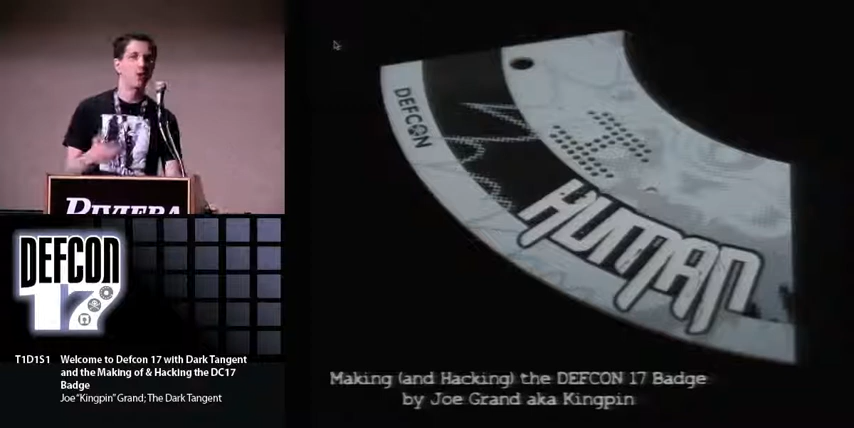 RIVIERA
DEFCON
17
T1D1S1 Welcome to Defcon 17 with Dark Tangent
and the Making of & Hacking the DC17
Badge
Joe "Kingpin" Grand; The Dark Tangent
DEFCON
HUMAN
Making (and Hacking) the DEFCON 17 Badge
by Joe Grand aka Kingpin